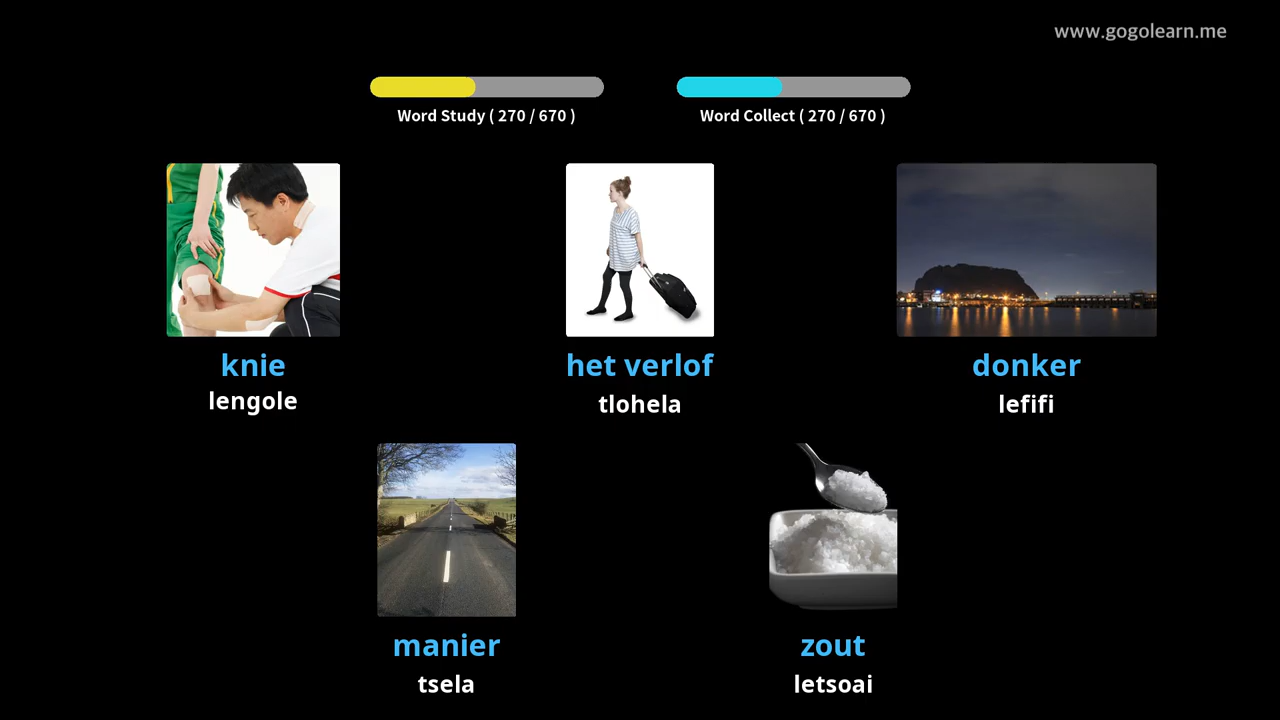 www.gogolearn.me
Word Study ( 270 / 670 )
Word Collect ( 270 / 670 )
knie
lengole
het verlof
tlohela
donker
lefifi
manier
tsela
zout
letsoai